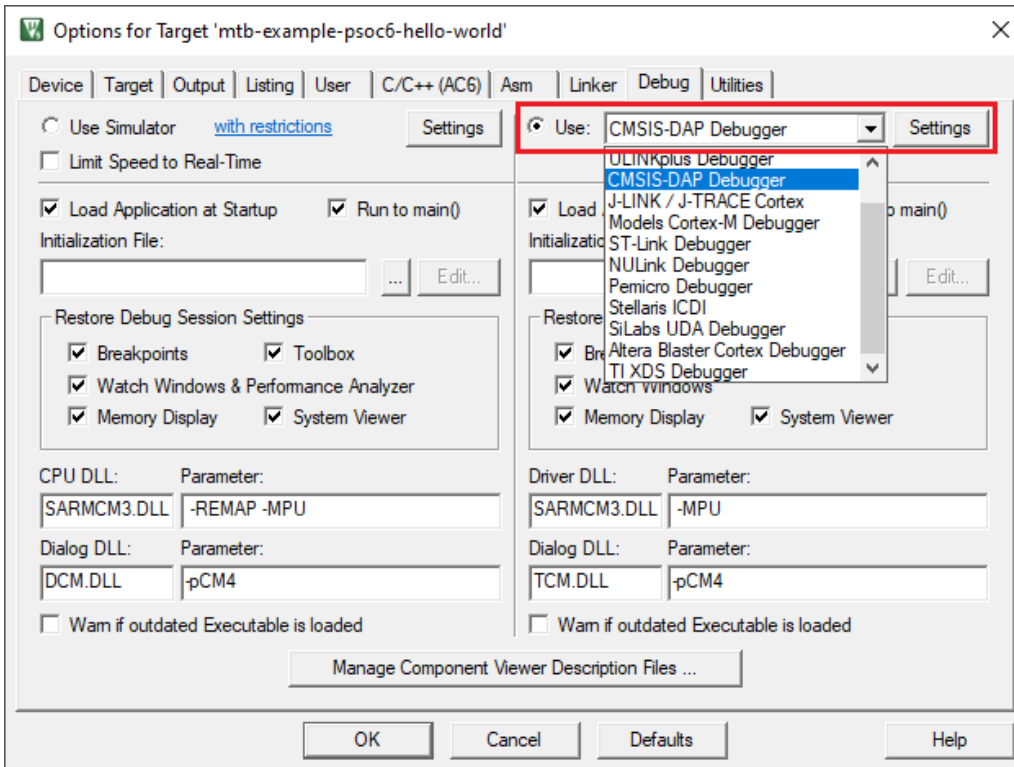 Options for Target 'mtb-example-psoc6-hello-world'
Device Target Output Listing User C/C++ (AC6) Asm Linker Debug Utilities
Use Simulator with restrictions Settings
Limit Speed to Real-Time
Load Application at Startup Run to main()
Initialization File:
... Edit...
Restore Debug Session Settings
Breakpoints Toolbox
Watch Windows & Performance Analyzer
Memory Display System Viewer
CPU DLL: Parameter:
SARMCM3.DLL -REMAP -MPU
Dialog DLL: Parameter:
DCM.DLL -pCM4
Warn if outdated Executable is loaded
Use: CMSIS-DAP Debugger Settings
ULINKplus Debugger
CMSIS-DAP Debugger
J-LINK / J-TRACE Cortex
Models Cortex-M Debugger
ST-Link Debugger
NULink Debugger
Pemicro Debugger
Stellaris ICDI
SiLabs UDA Debugger
Altera Blaster Cortex Debugger
TI XDS Debugger
Load main()
Edit...
Restore
Watch Windows
Memory Display System Viewer
Driver DLL: Parameter:
SARMCM3.DLL -MPU
Dialog DLL: Parameter:
TCM.DLL -pCM4
Warn if outdated Executable is loaded
Manage Component Viewer Description Files ...
OK Cancel Defaults Help